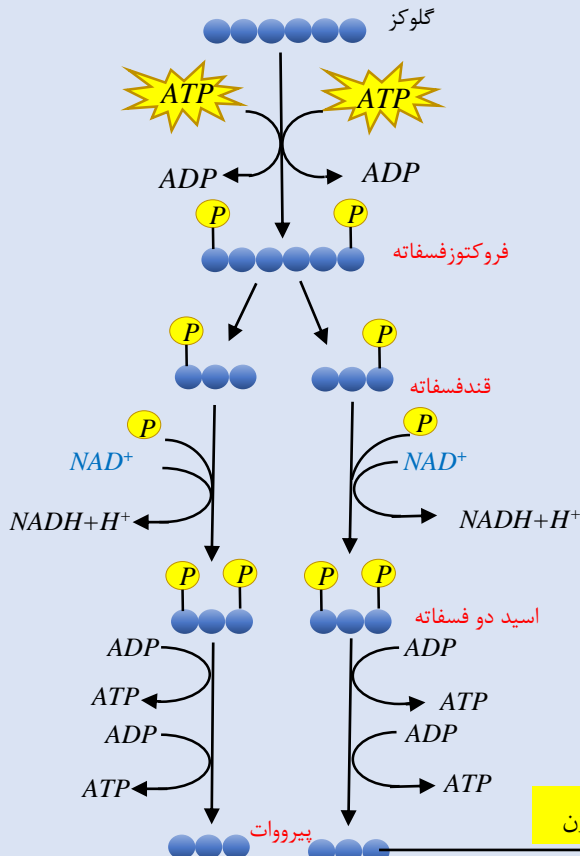 گلوکز
ATP ATP
ADP ADP
P P
فروکتوزفسفاته
P P
قندفسفاته
P P
NAD+ NAD+
NADH+H+ NADH+H+
P P P P
اسید دو فسفاته
ADP ADP
ATP ATP
ADP ADP
ATP ATP
پیرووات